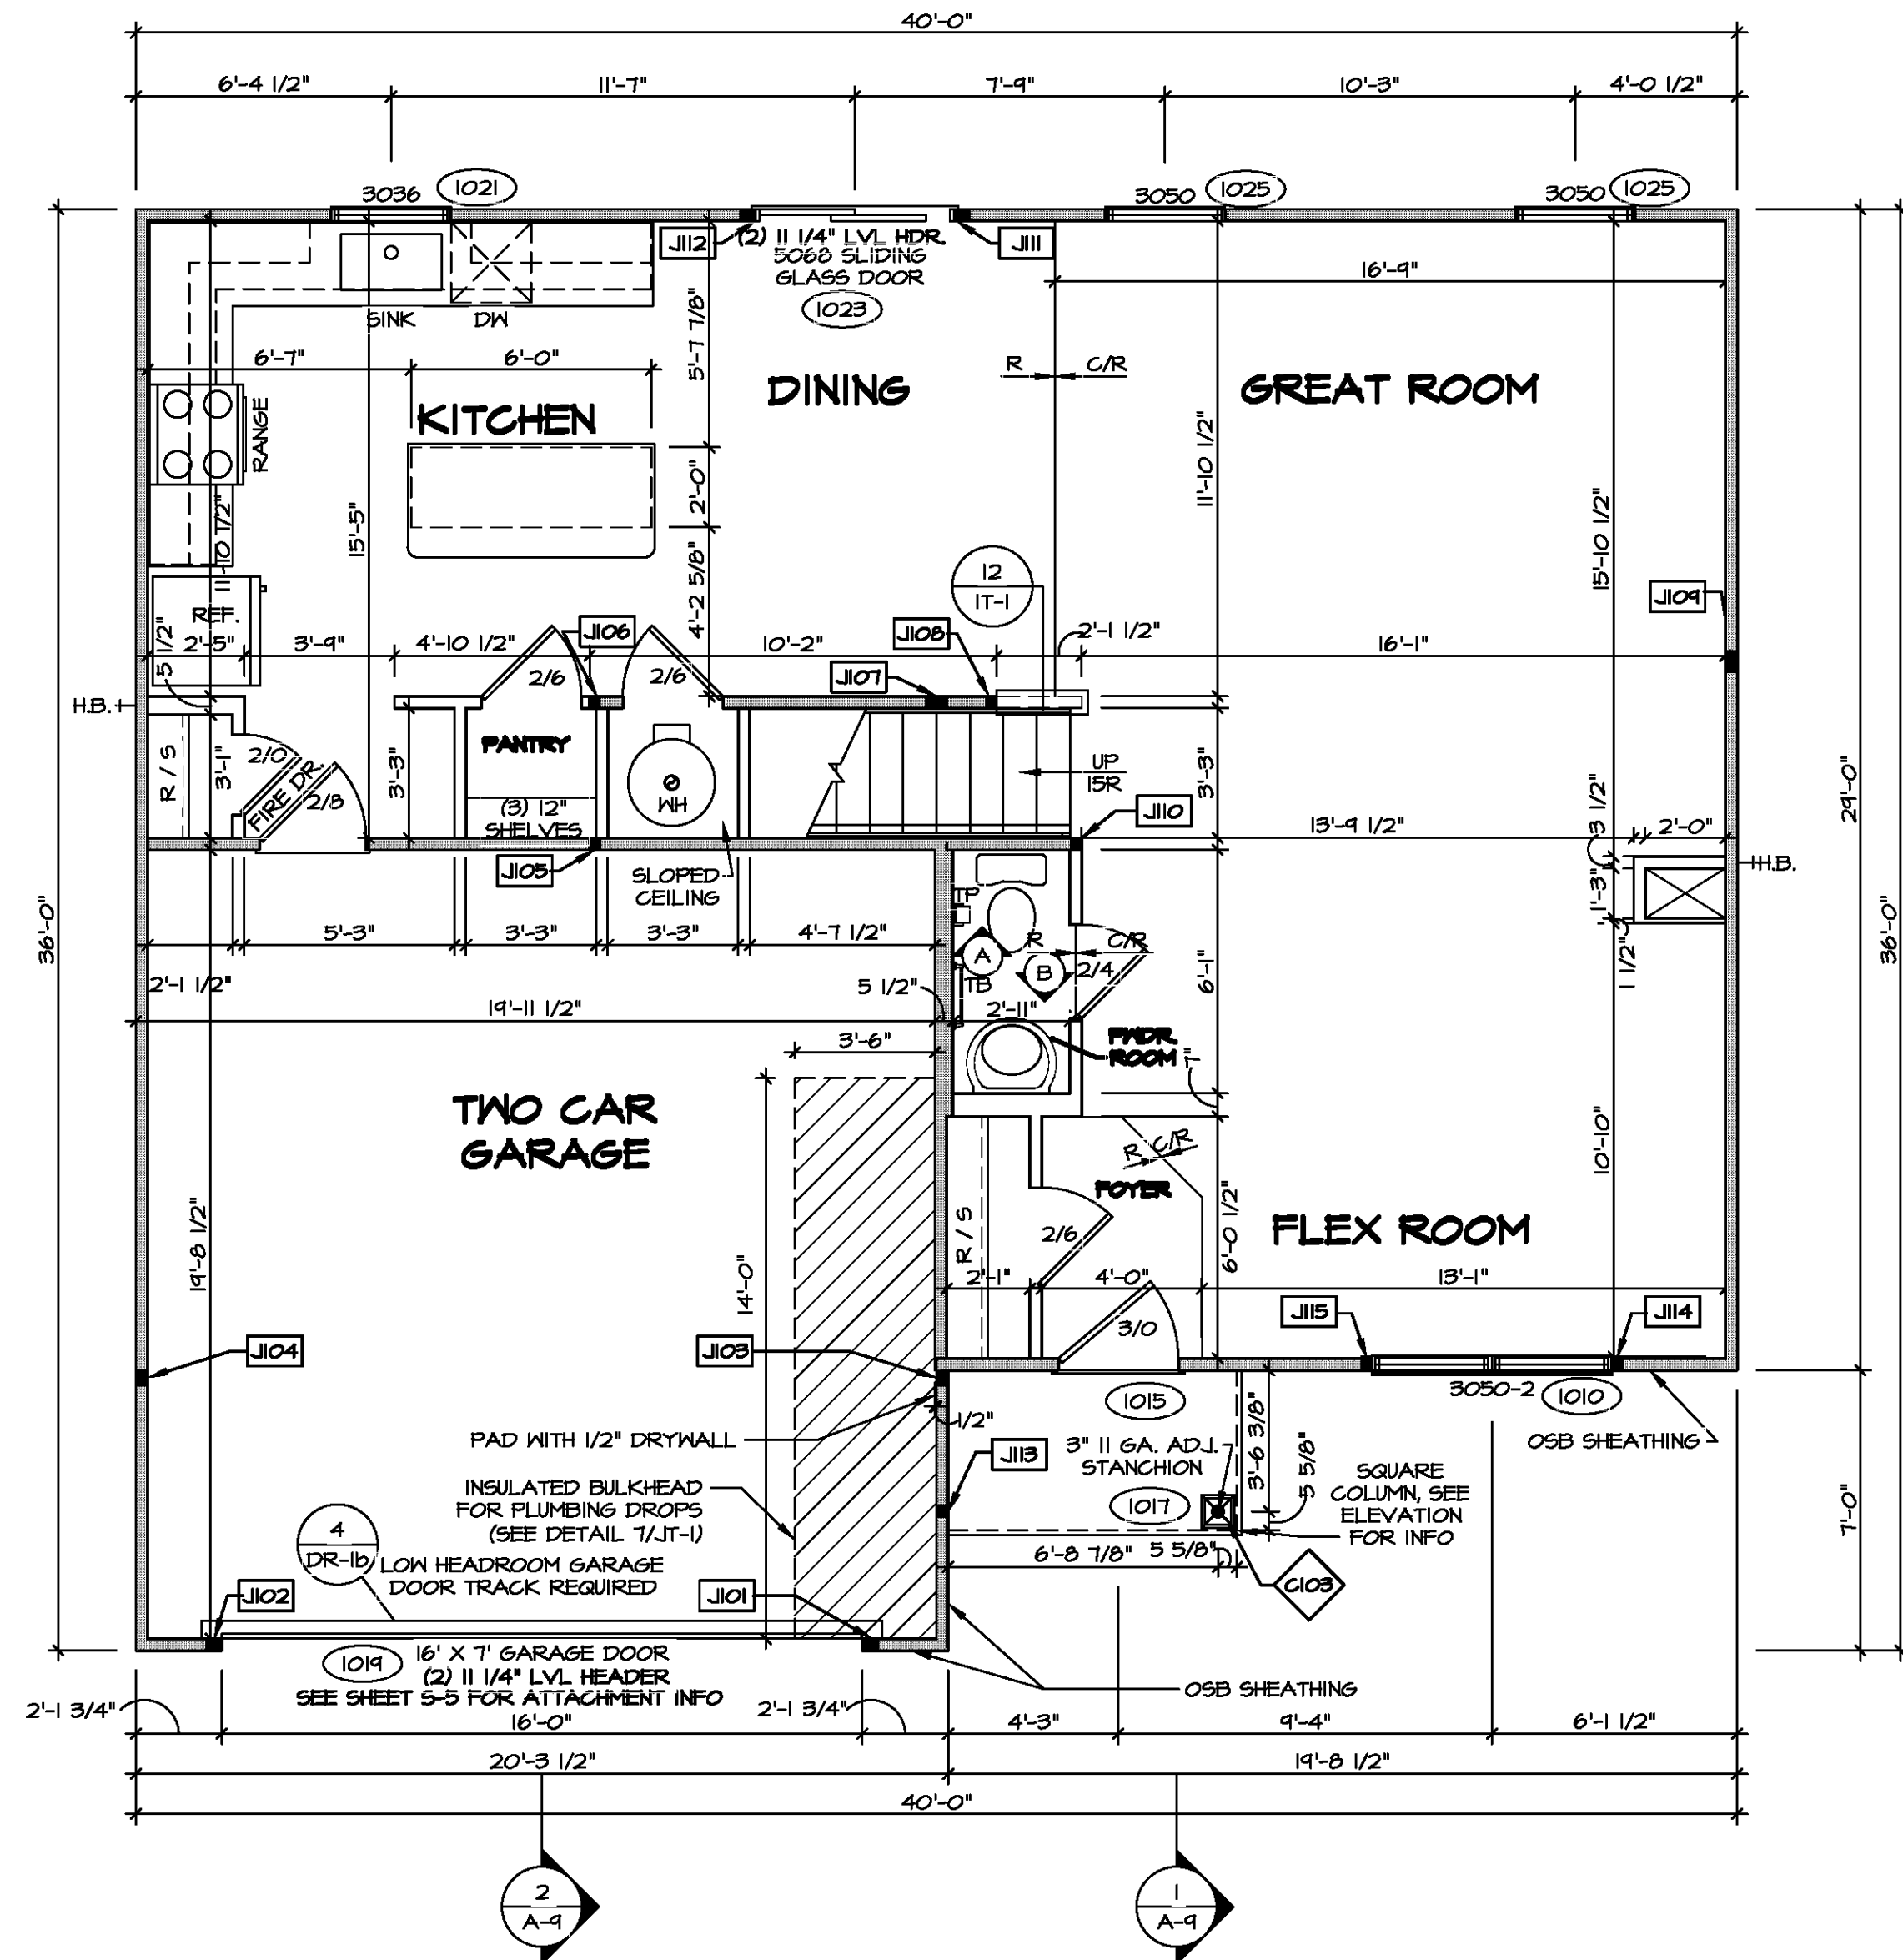 40'-0"
6'-4 1/2" 11'-7" 7'-9" 10'-3" 4'-0 1/2"
3036 1021 3050 1025 3050 1025
J112 (2) 11 1/4" LVL HDR. J111
5068 SLIDING
GLASS DOOR
1023
16'-9"
SINK DW
6'-7" 6'-0" 5'-7 7/8"
R C/R
KITCHEN DINING GREAT ROOM
RANGE
11'-10 1/2" 15'-5" 2'-0" 11'-10 1/2" 15'-10 1/2"
4'-2 5/8"
12
1T-1
J109
REF.
5 1/2" 2'-5" 3'-9" 4'-10 1/2" J106 10'-2" J108 2'-1 1/2" 16'-1"
2/6 2/6 J107
H.B.
R / S 3'-1" 2/0 FIRE DR. 2/8 3'-3" PANTRY WH UP
15R 3'-3"
(3) 12"
SHELVES
J110
13'-9 1/2" 3 1/2" 2'-0"
29'-0"
J105 SLOPED
CEILING
H.B.
1'-3"
TP
36'-0" 36'-0"
5'-3" 3'-3" 3'-3" 4'-7 1/2" A R C/R
B 2/4 6'-1" 1 1/2"
2'-1 1/2" 5 1/2" TB
19'-11 1/2" 2'-11"
3'-6" PWDR.
ROOM 7"
TWO CAR
GARAGE
R C/R 10'-10"
FOYER
R / S 2/6 6'-0 1/2" FLEX ROOM
19'-8 1/2" 14'-0"
2'-1" 4'-0" 13'-1"
3/0 J115 J114
J104 J103
1015 3050-2 1010
1/2"
PAD WITH 1/2" DRYWALL
J113 3" 11 GA. ADJ.
STANCHION
3'-6 3/8" 5 5/8"
OSB SHEATHING
INSULATED BULKHEAD
FOR PLUMBING DROPS
(SEE DETAIL 7/JT-1)
1017
SQUARE
COLUMN, SEE
ELEVATION
FOR INFO
7'-0"
4
DR-1b
LOW HEADROOM GARAGE
DOOR TRACK REQUIRED
6'-8 7/8" 5 5/8"
C103
J102 J101
1019 16' X 7' GARAGE DOOR
(2) 11 1/4" LVL HEADER
SEE SHEET S-5 FOR ATTACHMENT INFO
OSB SHEATHING
2'-1 3/4" 16'-0" 2'-1 3/4" 4'-3" 9'-4" 6'-1 1/2"
20'-3 1/2" 19'-8 1/2"
40'-0"
2
A-9
1
A-9